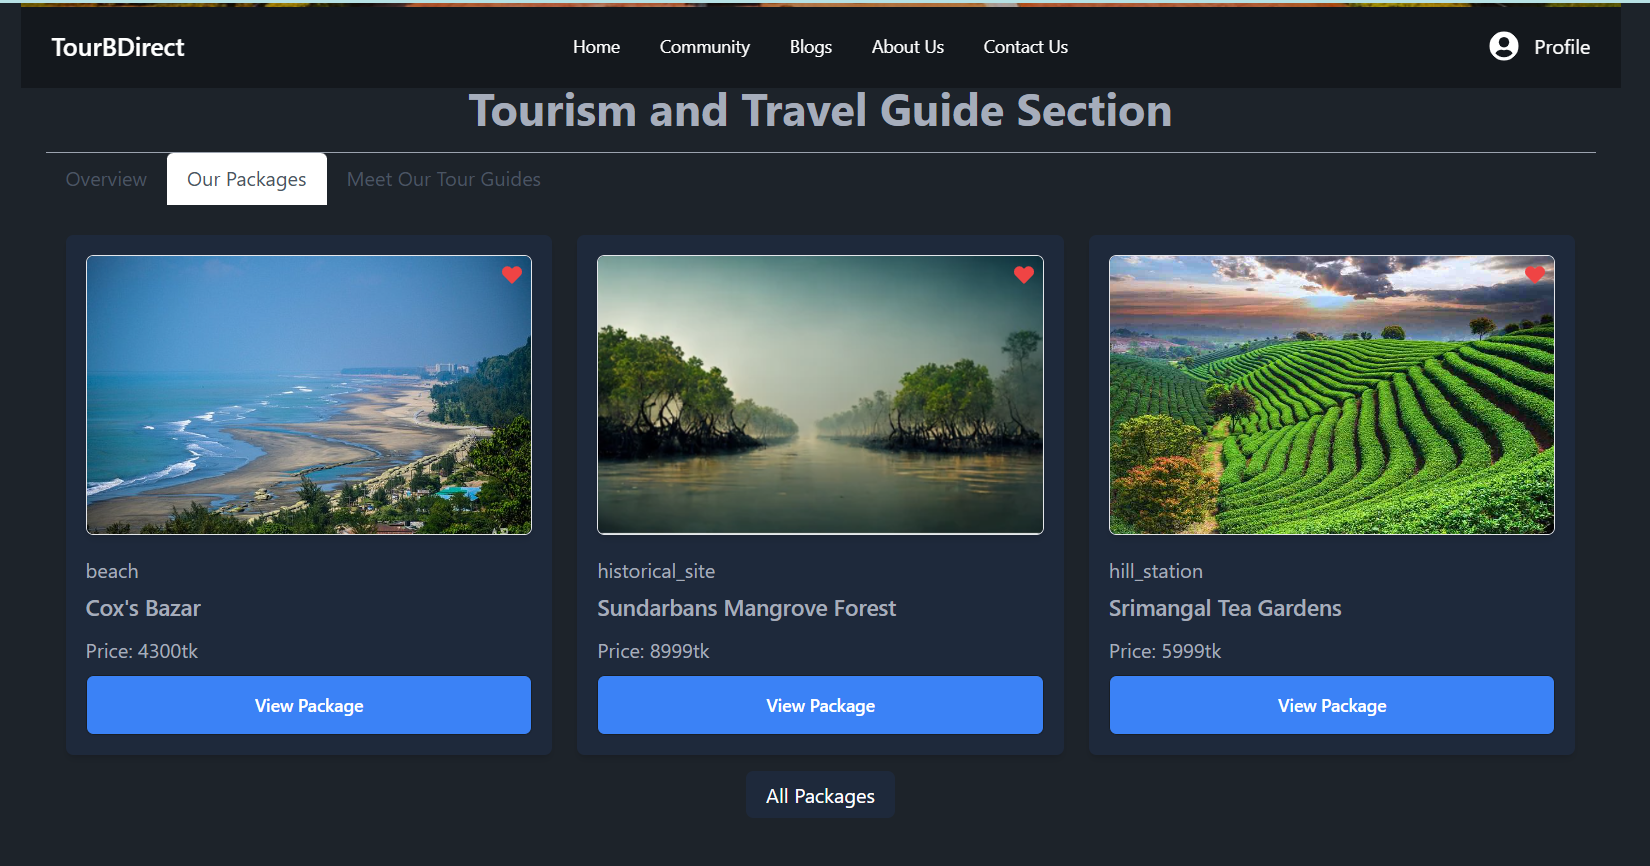 TourBDirect
Home Community Blogs About Us Contact Us
Profile
Tourism and Travel Guide Section
Overview Our Packages Meet Our Tour Guides
beach
Cox's Bazar
Price: 4300tk
View Package
historical_site
Sundarbans Mangrove Forest
Price: 8999tk
View Package
hill_station
Srimangal Tea Gardens
Price: 5999tk
View Package
All Packages